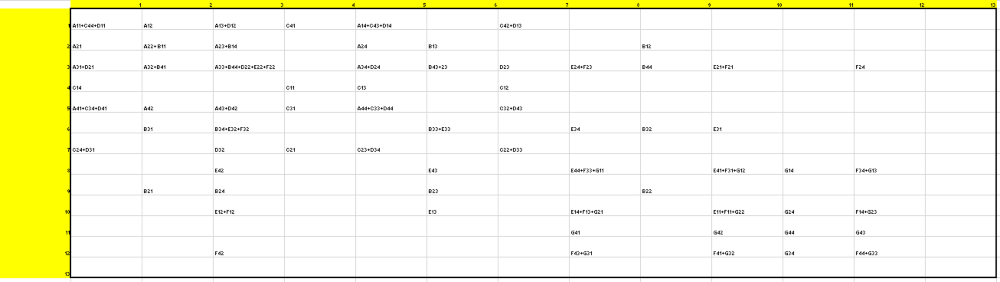 1 2 3 4 5 6 7 8 9 10 11 12 13
1 A11+C44+D11 A12 A13+D12 C41 A14+C43+D14 C42+D13
2 A21 A22+B11 A23+B14 A24 B13 B12
3 A31+D21 A32+B41 A33+B44+D22+E22+F22 A34+D24 B43+23 D23 E24+F23 B44 E21+F21 F24
4 C14 C11 C13 C12
5 A41+C34+D41 A42 A43+D42 C31 A44+C33+D44 C32+D43
6 B31 B34+E32+F32 B33+E33 E34 B32 E31
7 C24+D31 D32 C21 C23+D34 C22+D33
8 E42 E43 E44+F33+G11 E41+F31+G12 G14 F34+G13
9 B21 B24 B23 B22
10 E12+F12 E13 E14+F13+G21 E11+F11+G22 G24 F14+G23
11 G41 G42 G44 G43
12 F42 F43+G31 F41+G32 G34 F44+G33
13